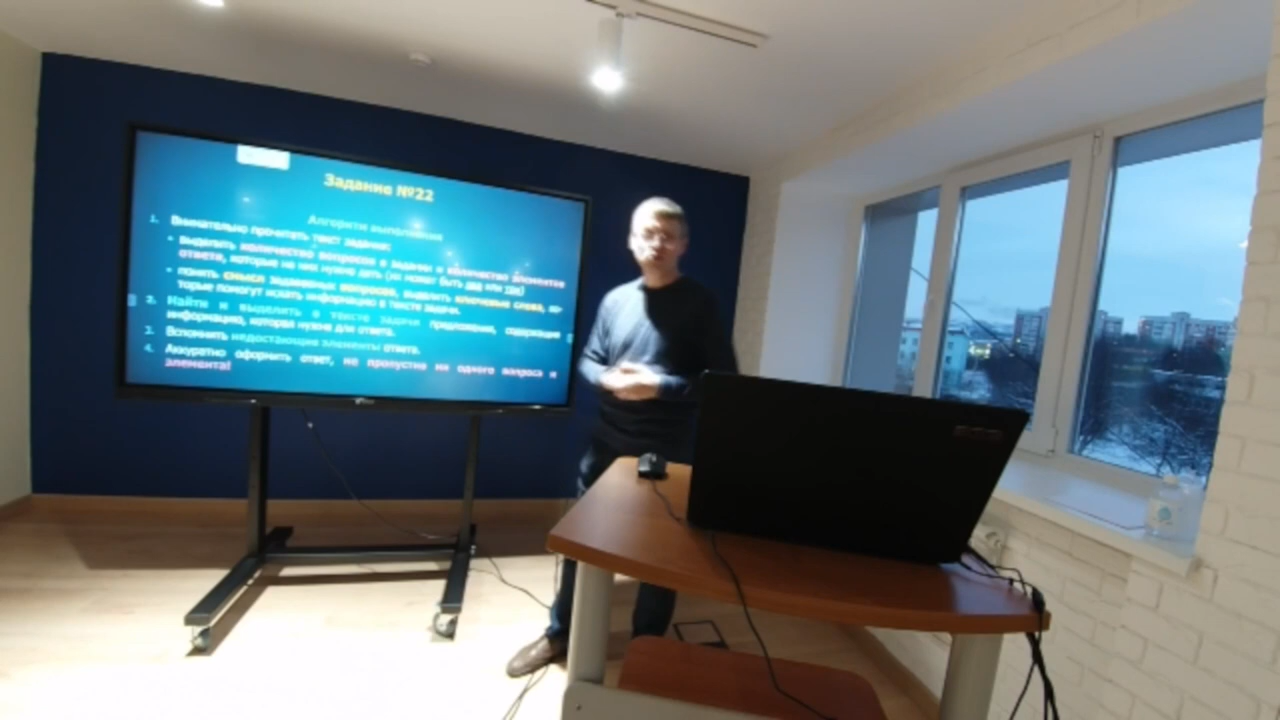 Задание №22
Алгоритм выполнения
1. Внимательно прочитать текст задачи:
- выделить количество вопросов в задаче и количество элементов
ответа, которые на них нужно дать (их может быть два или три)
- понять смысл задаваемых вопросов, выделить ключевые слова, ко-
торые помогут искать информацию в тексте задачи.
2. Найти и выделить в тексте задачи предложения, содержащие
информацию, которая нужна для ответа.
3. Вспомнить недостающие элементы ответа.
4. Аккуратно оформить ответ, не пропустив ни одного вопроса и
элемента!